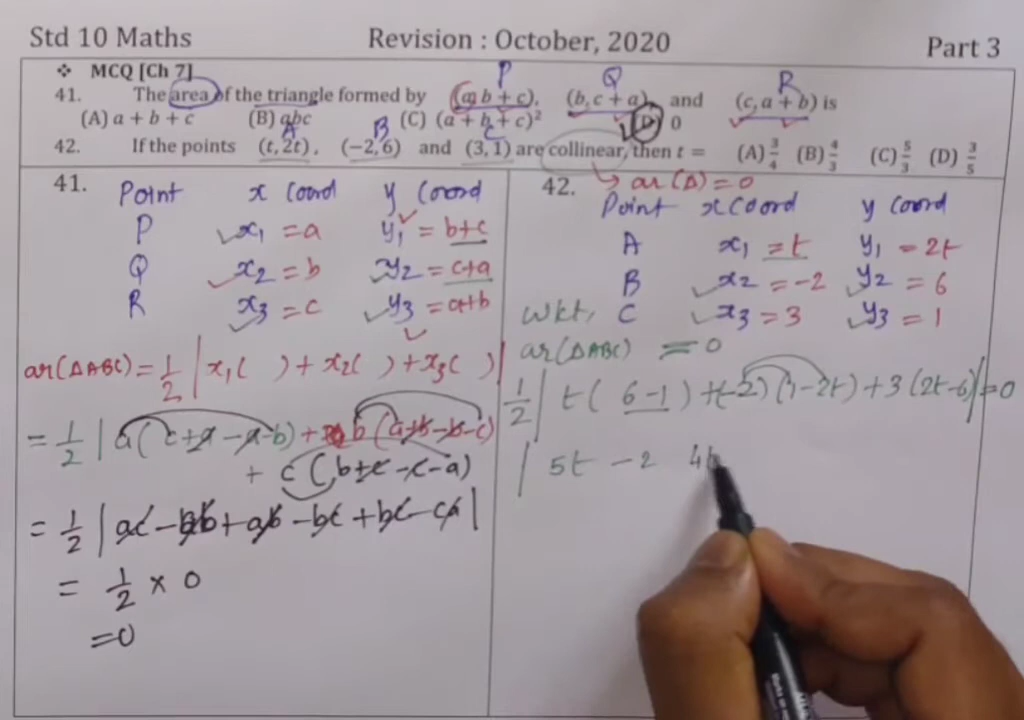 Std 10 Maths Revision : October, 2020 Part 3
❖ MCQ [Ch 7] P Q R
41. The area of the triangle formed by (a, b + c), (b, c + a) and (c, a + b) is
(A) a + b + c (B) abc (C) (a + b + c)² (D) 0
A B C
42. If the points (t, 2t), (−2, 6) and (3, 1) are collinear, then t = (A) 3/4 (B) 4/3 (C) 5/3 (D) 3/5
41.
Point x Coord y Coord
P x₁ = a y₁ = b+c
Q x₂ = b y₂ = c+a
R x₃ = c y₃ = a+b
ar(ΔABC) = 1/2 | x₁( ) + x₂( ) + x₃( ) |
= 1/2 | a(c+a−a−b) + b(a+b−b−c)
+ c(b+c−c−a)
= 1/2 | ac − ab + ab − bc + bc − ca |
= 1/2 × 0
= 0
42. → ar(Δ) = 0
Point x Coord y Coord
A x₁ = t y₁ = 2t
B x₂ = −2 y₂ = 6
Wkt, C x₃ = 3 y₃ = 1
ar(ΔABC) = 0
1/2 | t(6−1) + (−2)(1−2t) + 3(2t−6) | = 0
| 5t − 2 4t